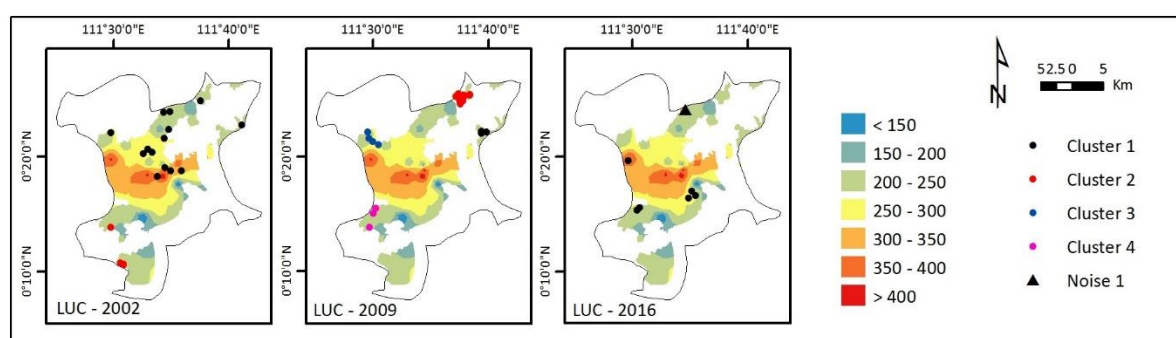 111°30'0"E 111°40'0"E
0°20'0"N
0°10'0"N
LUC - 2002
111°30'0"E 111°40'0"E
0°20'0"N
0°10'0"N
LUC - 2009
111°30'0"E 111°40'0"E
0°20'0"N
0°10'0"N
LUC - 2016
< 150
150 - 200
200 - 250
250 - 300
300 - 350
350 - 400
> 400
N
52.5 0 5
Km
Cluster 1
Cluster 2
Cluster 3
Cluster 4
Noise 1